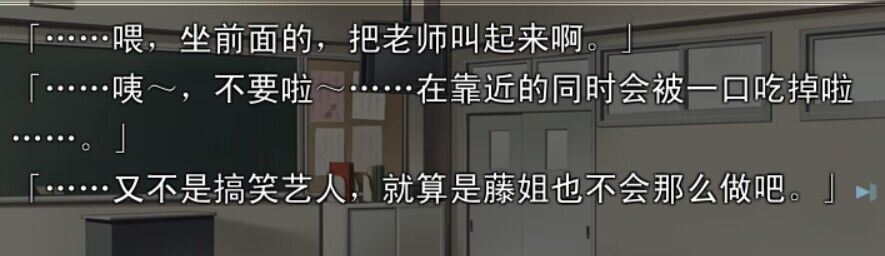 「……喂，坐前面的，把老师叫起来啊。」
「……咦～，不要啦～……在靠近的同时会被一口吃掉啦
……。」
「……又不是搞笑艺人，就算是藤姐也不会那么做吧。」